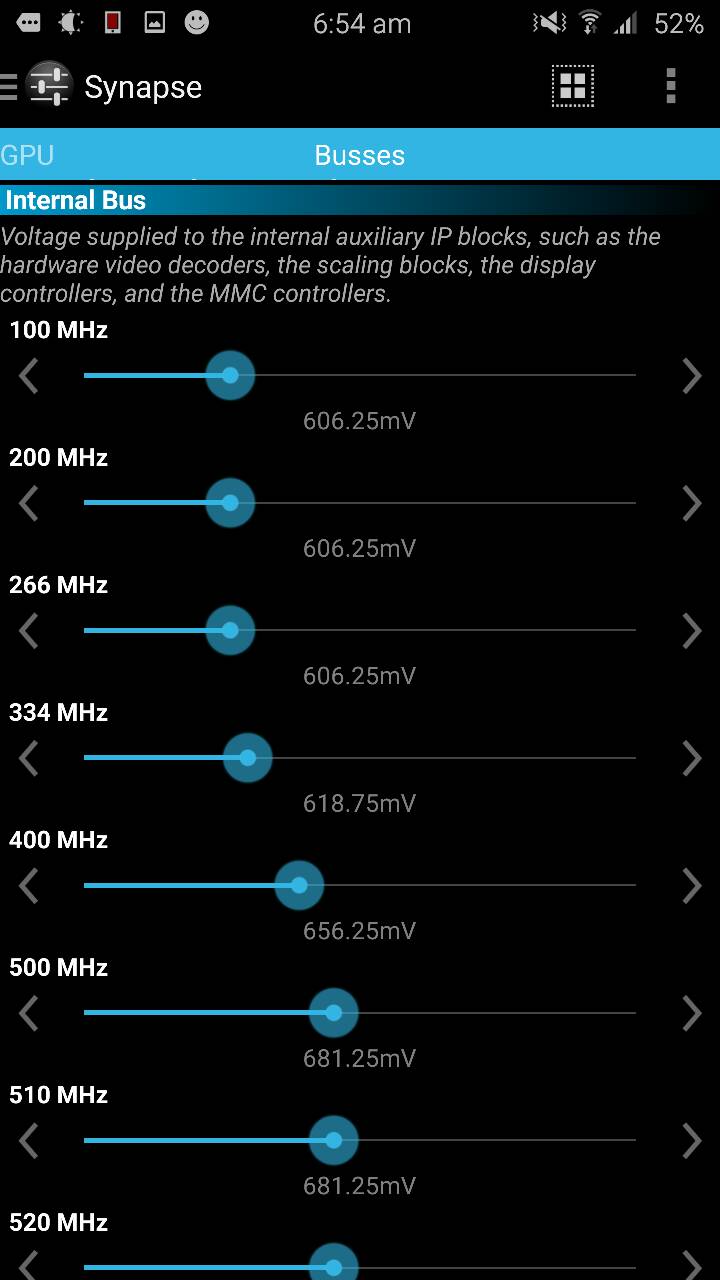 6:54 am
52%
Synapse
GPU
Busses
Internal Bus
Voltage supplied to the internal auxiliary IP blocks, such as the
hardware video decoders, the scaling blocks, the display
controllers, and the MMC controllers.
100 MHz
606.25mV
200 MHz
606.25mV
266 MHz
606.25mV
334 MHz
618.75mV
400 MHz
656.25mV
500 MHz
681.25mV
510 MHz
681.25mV
520 MHz